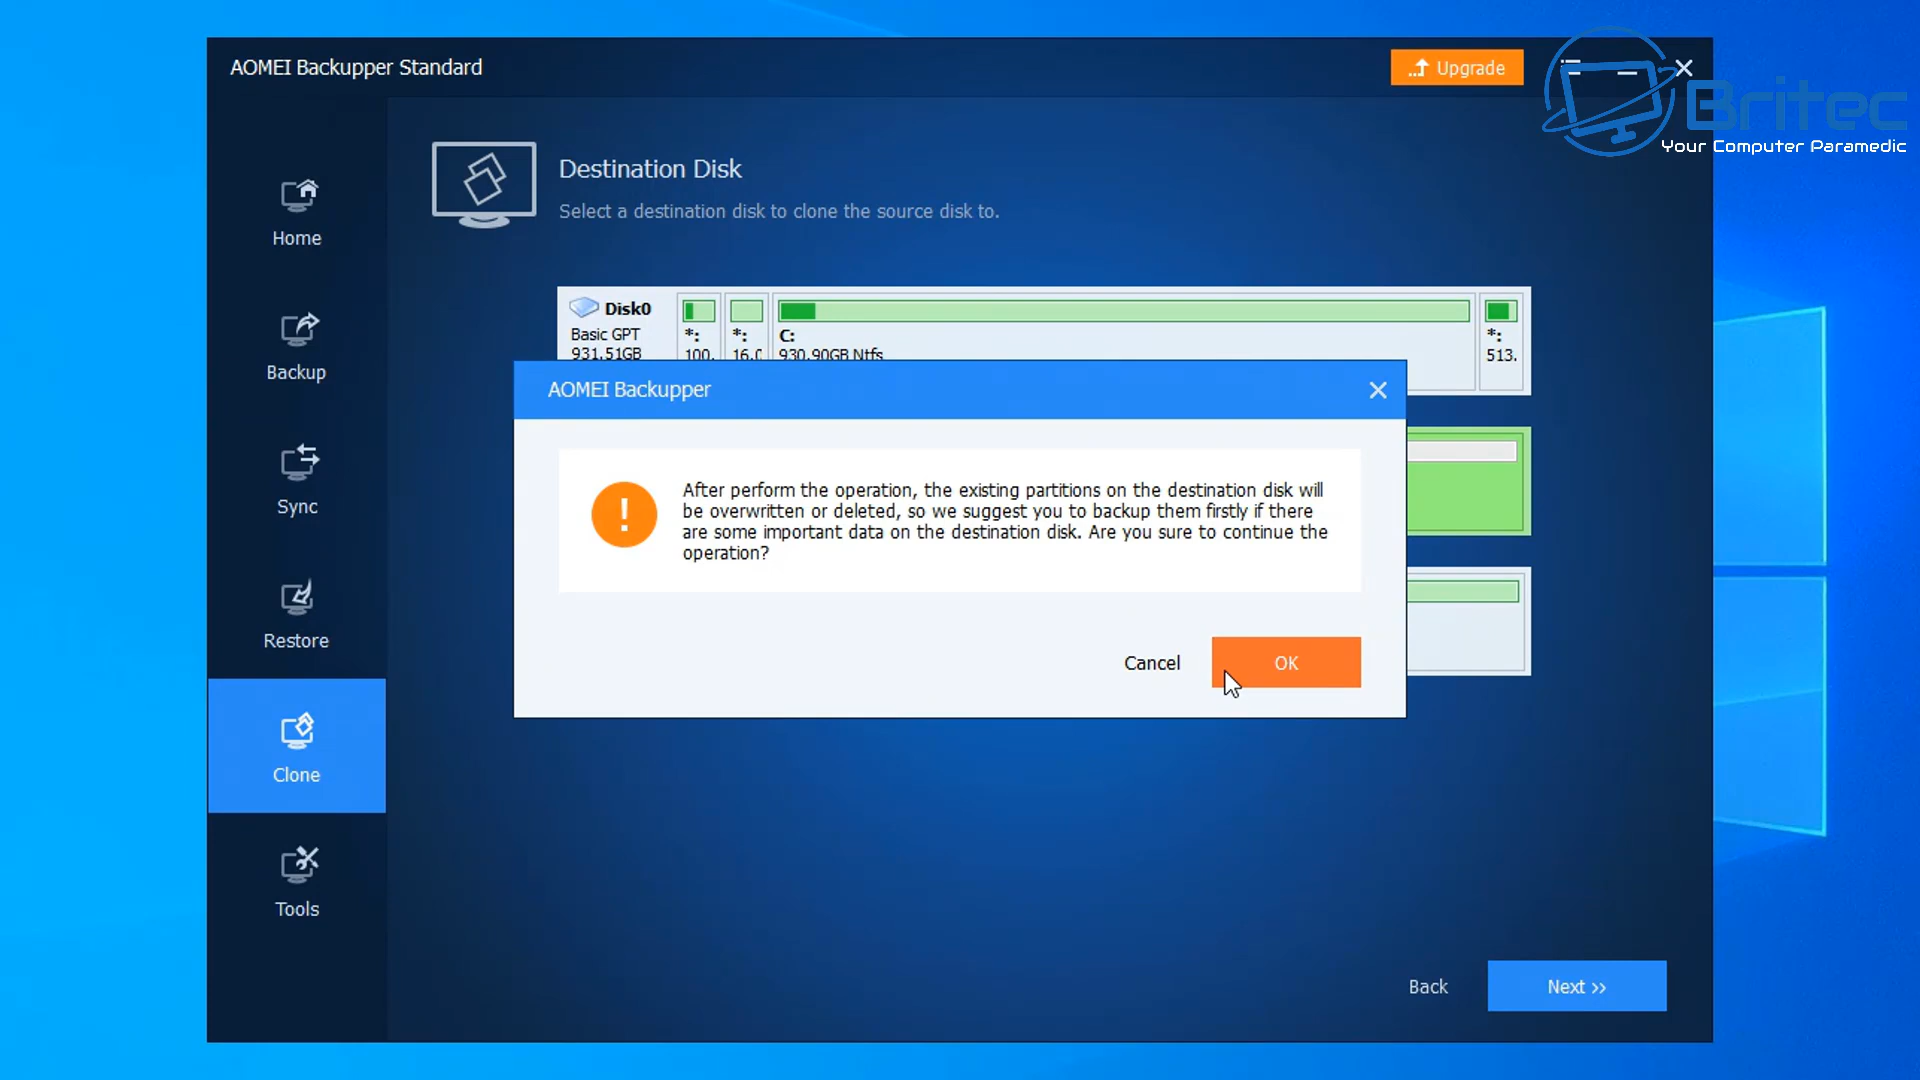 AOMEI Backupper Standard
Upgrade
Britec
Your Computer Paramedic
Destination Disk
Select a destination disk to clone the source disk to.
Home
Backup
Sync
Restore
Clone
Tools
Disk0
Basic GPT
931.51GB
*:
100.
*:
16.0
C:
930.90GB Ntfs
*:
513.
AOMEI Backupper
After perform the operation, the existing partitions on the destination disk will
be overwritten or deleted, so we suggest you to backup them firstly if there
are some important data on the destination disk. Are you sure to continue the
operation?
Cancel
OK
Back
Next >>